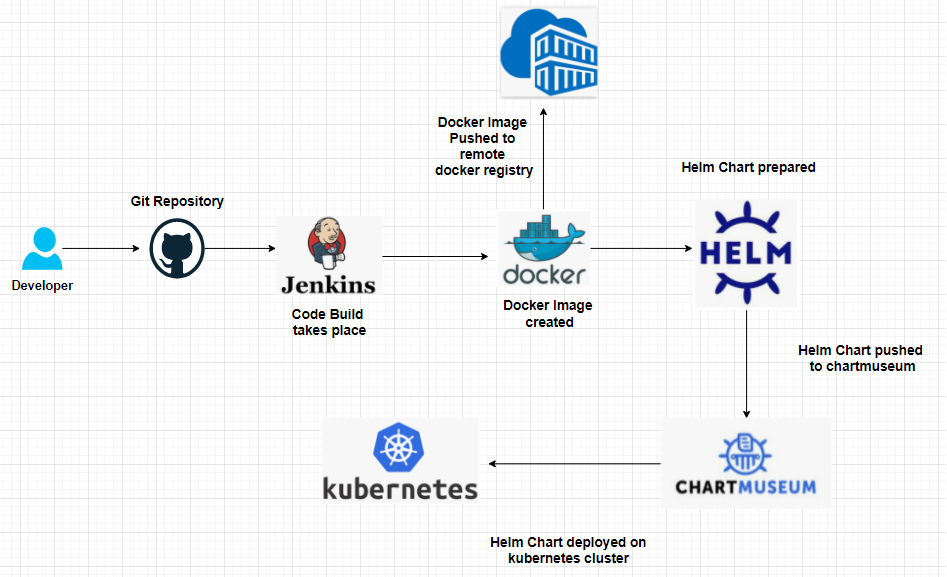 Docker Image
Pushed to
remote
docker registry
Helm Chart prepared
Git Repository
Developer
Jenkins
Code Build
takes place
docker
Docker Image
created
HELM
Helm Chart pushed
to chartmuseum
kubernetes
CHARTMUSEUM
Helm Chart deployed on
kubernetes cluster